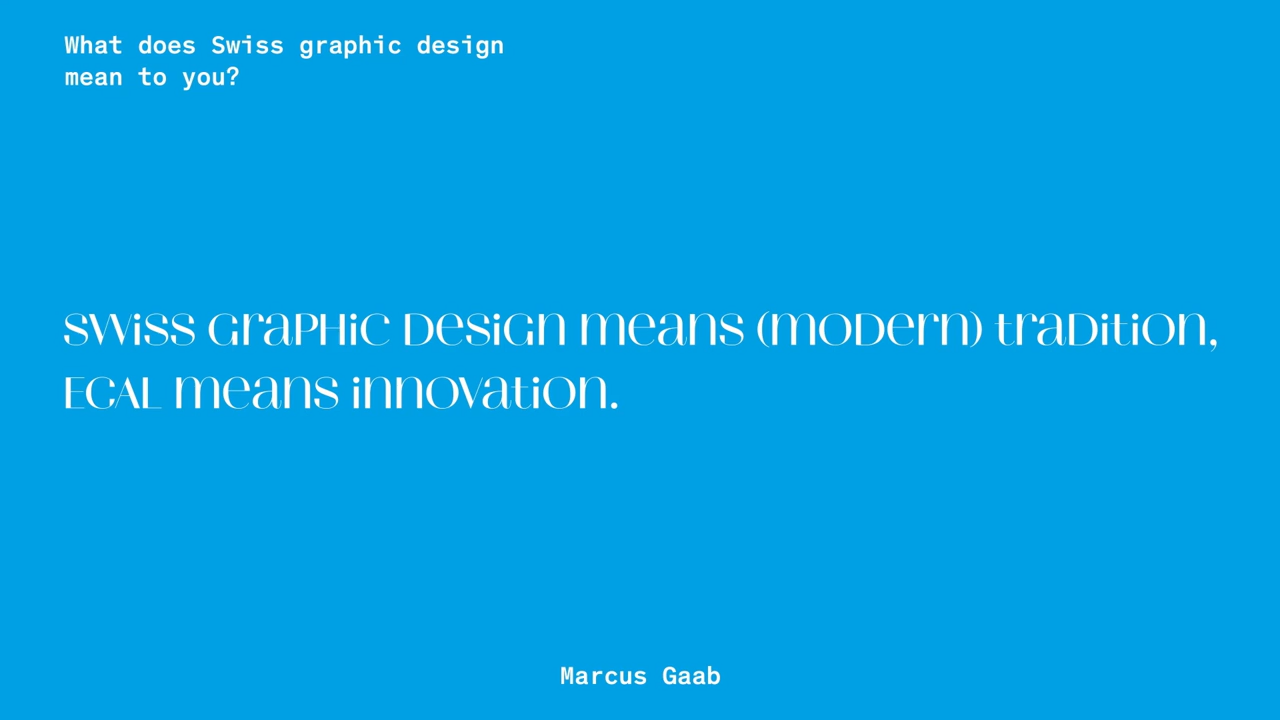 What does Swiss graphic design
mean to you?
Swiss Graphic Design means (modern) tradition,
ECAL means innovation.
Marcus Gaab